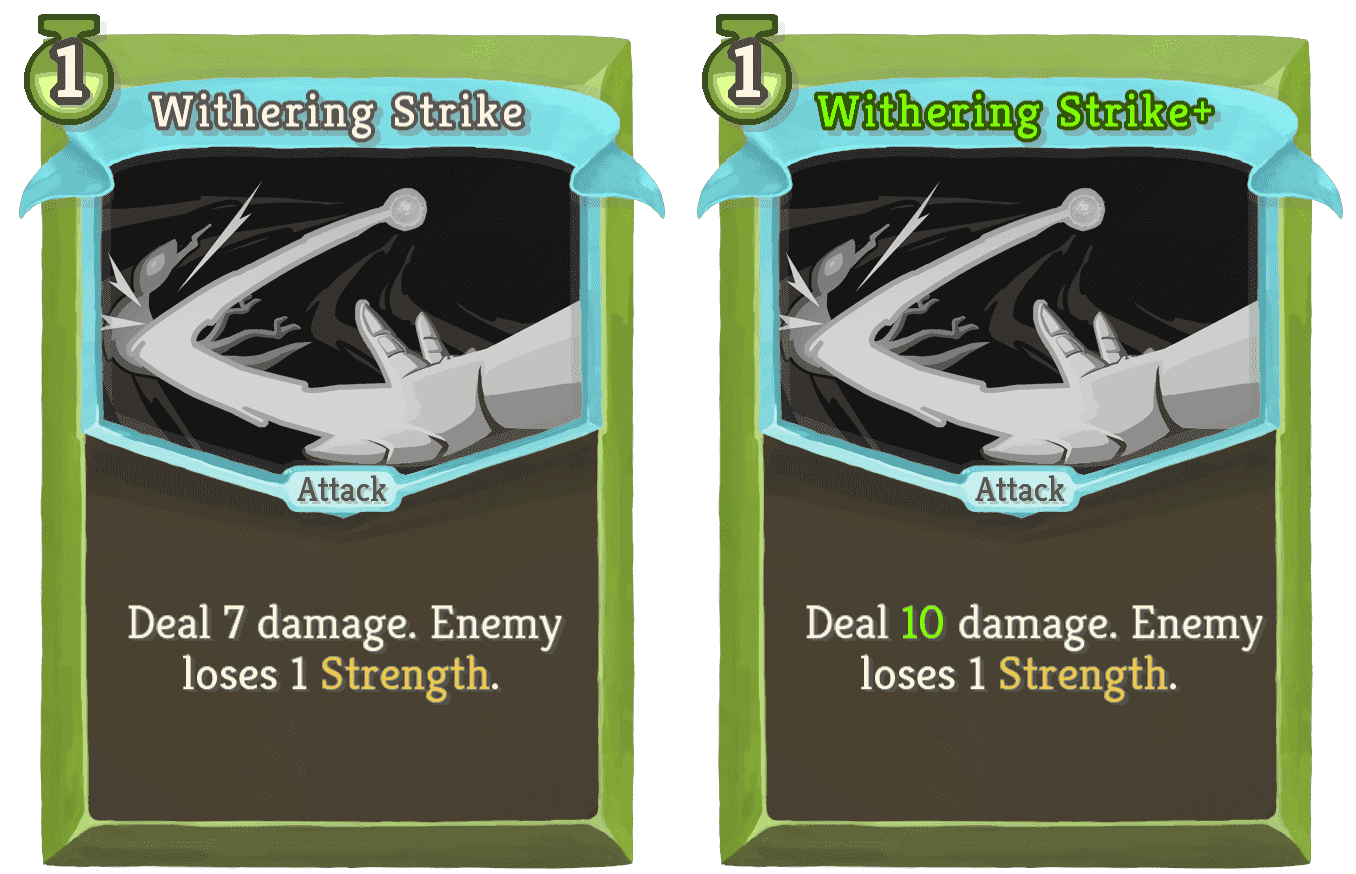 1
Withering Strike
Attack
Deal 7 damage. Enemy
loses 1 Strength.
1
Withering Strike+
Attack
Deal 10 damage. Enemy
loses 1 Strength.